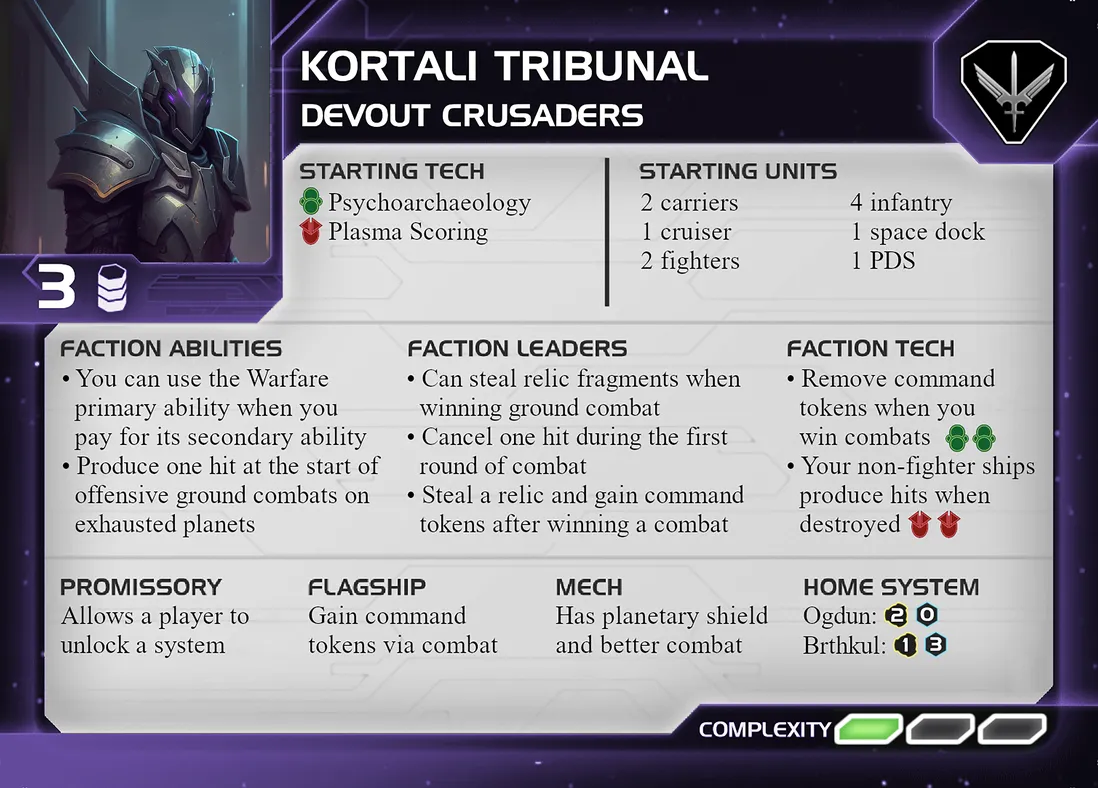 KORTALI TRIBUNAL
DEVOUT CRUSADERS
STARTING TECH
Psychoarchaeology
Plasma Scoring
STARTING UNITS
2 carriers
1 cruiser
2 fighters
4 infantry
1 space dock
1 PDS
3
FACTION ABILITIES
• You can use the Warfare
primary ability when you
pay for its secondary ability
• Produce one hit at the start of
offensive ground combats on
exhausted planets
FACTION LEADERS
• Can steal relic fragments when
winning ground combat
• Cancel one hit during the first
round of combat
• Steal a relic and gain command
tokens after winning a combat
FACTION TECH
• Remove command
tokens when you
win combats
• Your non-fighter ships
produce hits when
destroyed
PROMISSORY
Allows a player to
unlock a system
FLAGSHIP
Gain command
tokens via combat
MECH
Has planetary shield
and better combat
HOME SYSTEM
Ogdun: 2 0
Brthkul: 1 3
COMPLEXITY